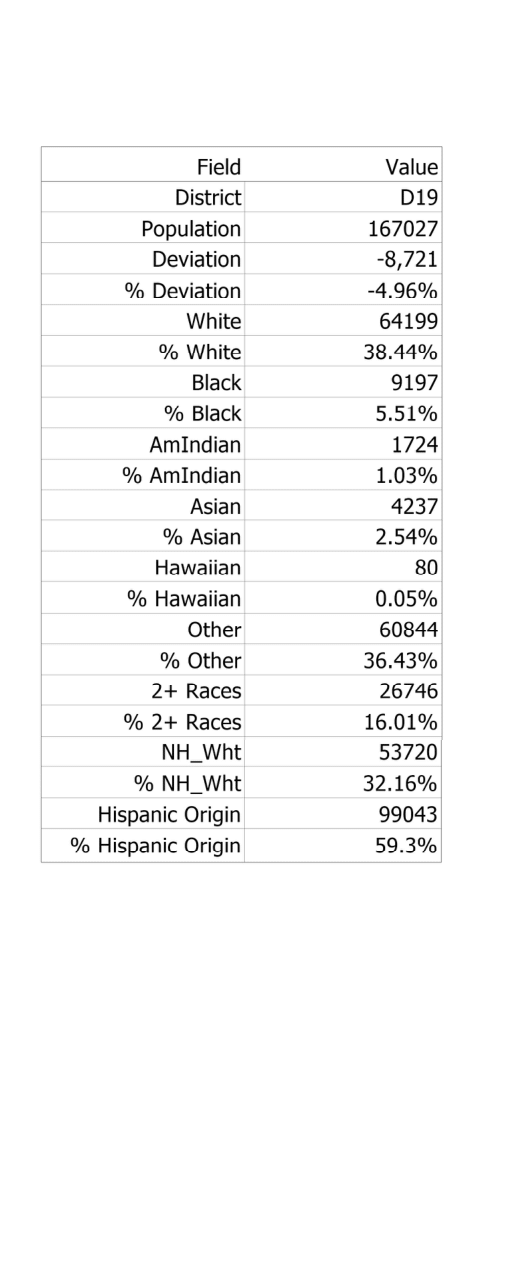 Field Value
District D19
Population 167027
Deviation -8,721
% Deviation -4.96%
White 64199
% White 38.44%
Black 9197
% Black 5.51%
AmIndian 1724
% AmIndian 1.03%
Asian 4237
% Asian 2.54%
Hawaiian 80
% Hawaiian 0.05%
Other 60844
% Other 36.43%
2+ Races 26746
% 2+ Races 16.01%
NH_Wht 53720
% NH_Wht 32.16%
Hispanic Origin 99043
% Hispanic Origin 59.3%